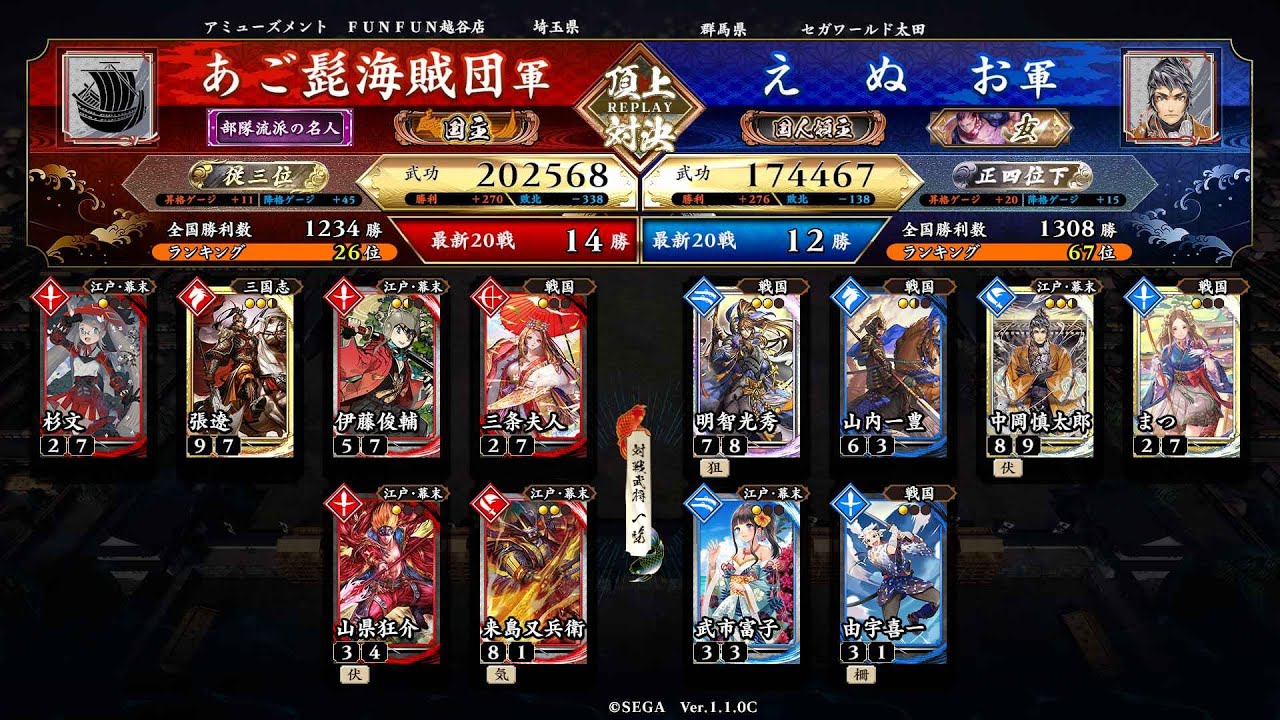 アミューズメント FUNFUN越谷店 埼玉県
群馬県 セガワールド太田
あご髭海賊団軍
頂上
REPLAY
対決
えぬお軍
部隊流派の名人
国主
国人領主
玄
従三位
武功 202568
武功 174467
正四位下
昇格ゲージ +11 降格ゲージ +45
勝利 +270 敗北 -338
勝利 +276 敗北 -138
昇格ゲージ +20 降格ゲージ +15
全国勝利数 1234勝
最新20戦 14勝
最新20戦 12勝
全国勝利数 1308勝
ランキング 26位
ランキング 67位
江戸・幕末
杉文
2 7
三国志
張遼
9 7
江戸・幕末
伊藤俊輔
5 7
戦国
三条夫人
2 7
戦国
明智光秀
7 8
狙
戦国
山内一豊
6 3
江戸・幕末
中岡慎太郎
8 9
伏
戦国
まつ
2 7
対戦武将一覧
江戸・幕末
山県狂介
3 4
伏
江戸・幕末
来島又兵衛
8 1
気
江戸・幕末
武市富子
3 3
戦国
由宇喜一
3 1
柵
©SEGA Ver.1.1.0C